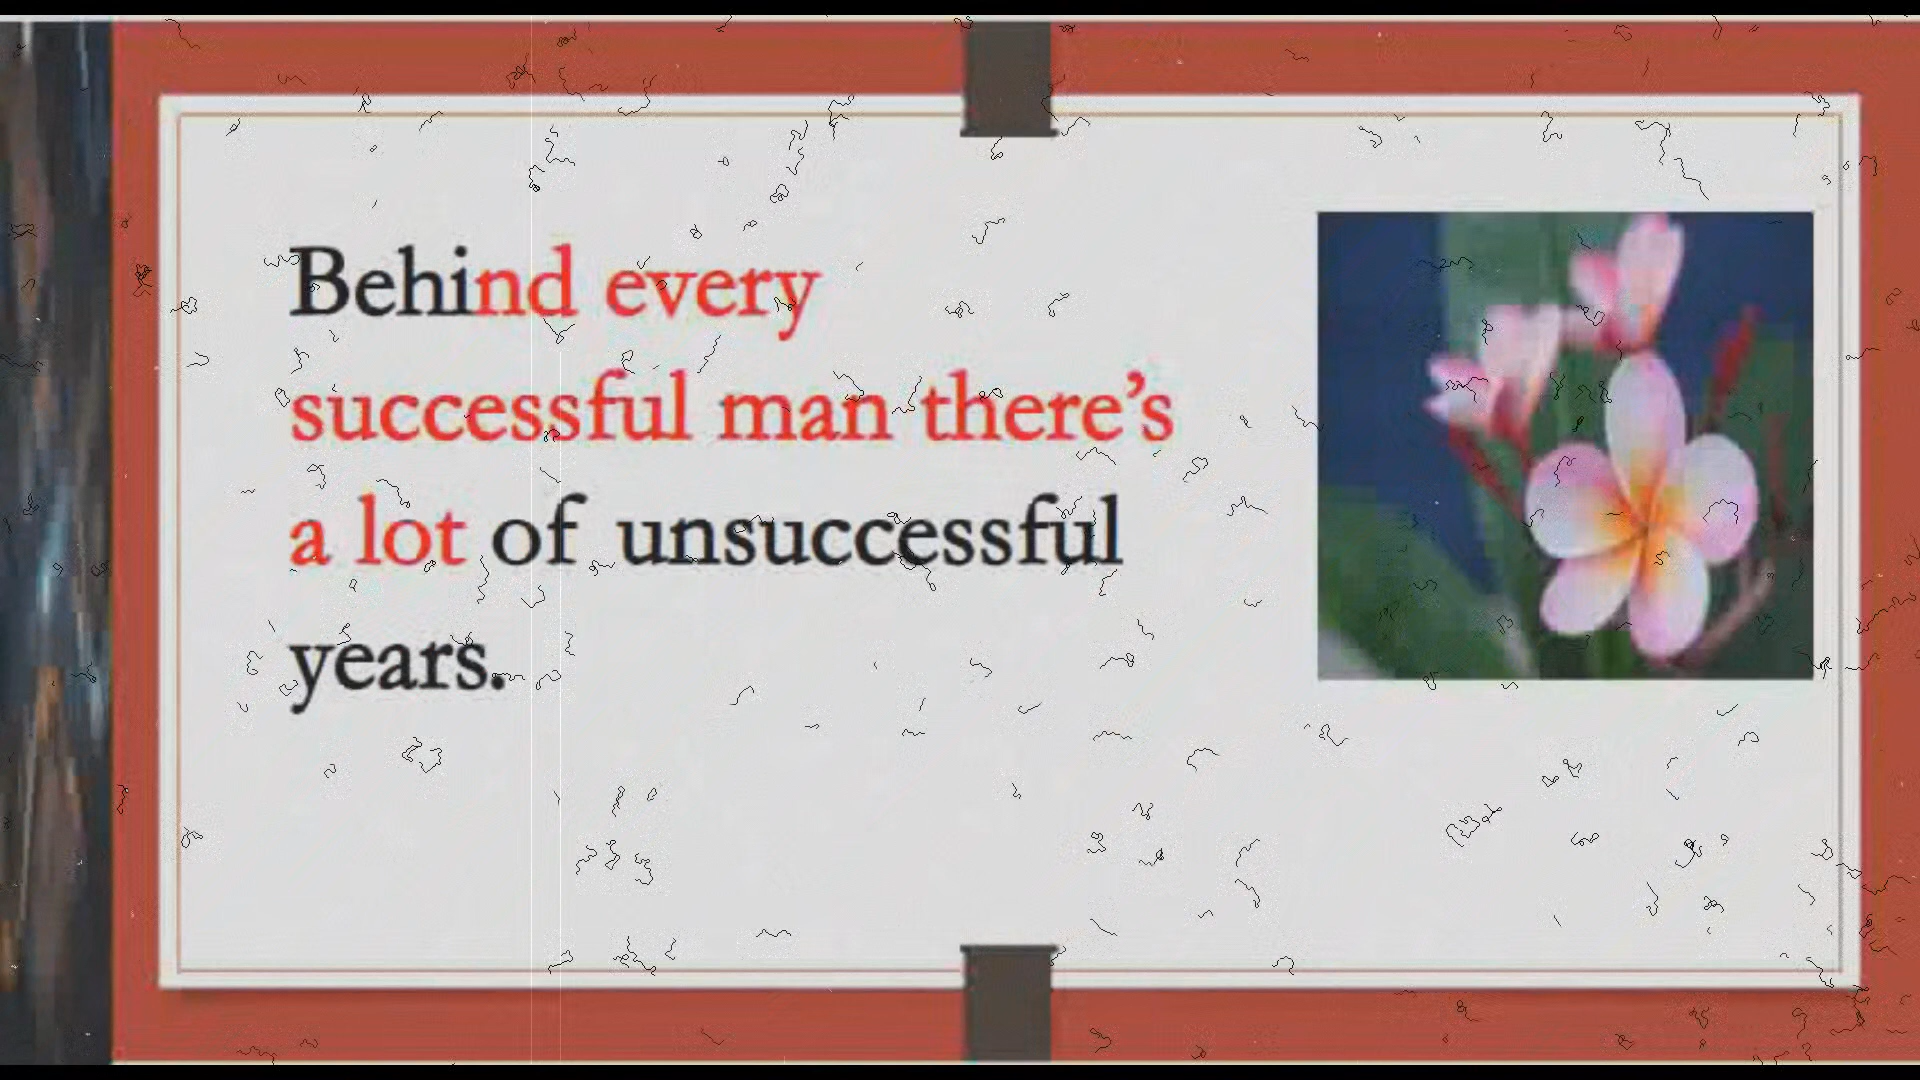 Behind every
successful man there’s
a lot of unsuccessful
years.